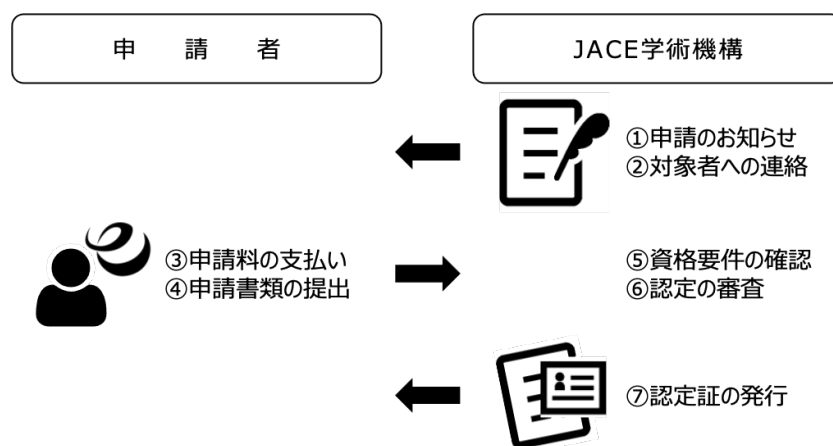 申 請 者
JACE学術機構
①申請のお知らせ
②対象者への連絡
③申請料の支払い
④申請書類の提出
⑤資格要件の確認
⑥認定の審査
⑦認定証の発行